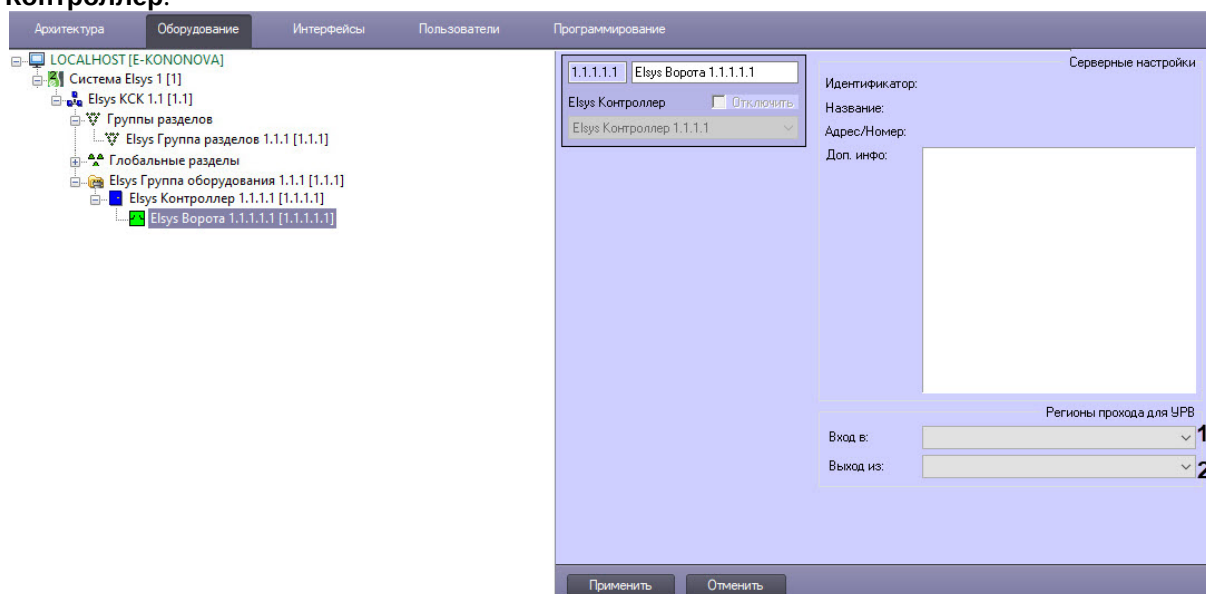 Контроллер.
Архитектура Оборудование Интерфейсы Пользователи Программирование
LOCALHOST [E-KONONOVA]
Система Elsys 1 [1]
Elsys КСК 1.1 [1.1]
Группы разделов
Elsys Группа разделов 1.1.1 [1.1.1]
Глобальные разделы
Elsys Группа оборудования 1.1.1 [1.1.1]
Elsys Контроллер 1.1.1.1 [1.1.1.1]
Elsys Ворота 1.1.1.1.1 [1.1.1.1.1]
1.1.1.1.1 Elsys Ворота 1.1.1.1.1
Elsys Контроллер Отключить
Elsys Контроллер 1.1.1.1
Серверные настройки
Идентификатор:
Название:
Адрес/Номер:
Доп. инфо:
Регионы прохода для УРВ
Вход в: 1
Выход из: 2
Применить Отменить